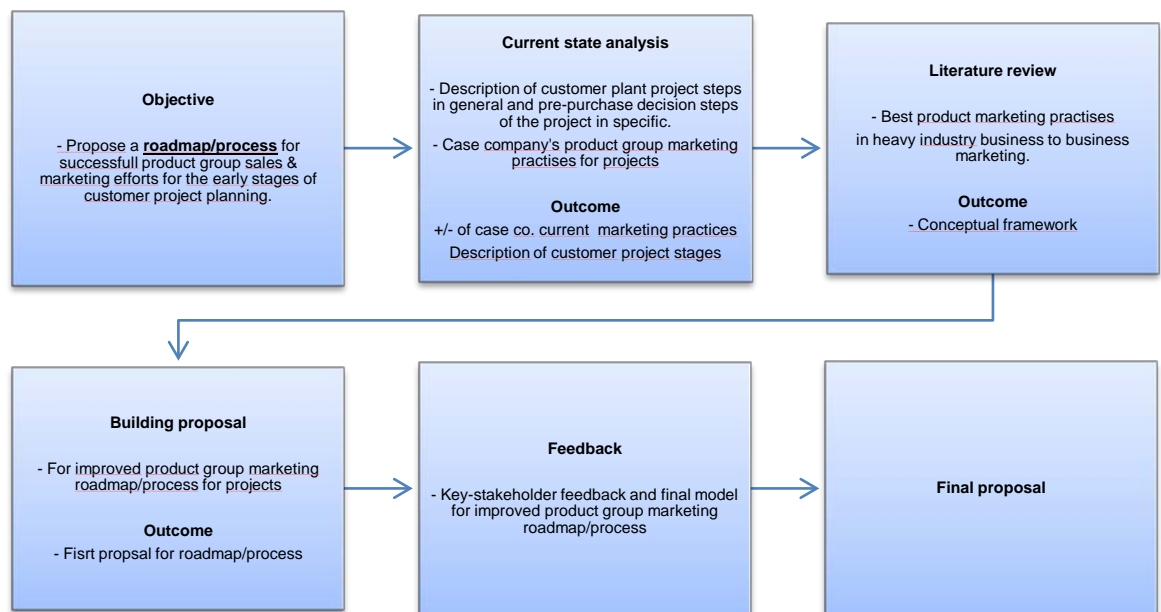 Objective
- Propose a roadmap/process for
successfull product group sales &
marketing efforts for the early stages of
customer project planning.
Current state analysis
- Description of customer plant project steps
in general and pre-purchase decision steps
of the project in specific.
- Case company's product group marketing
practises for projects
Outcome
+/- of case co. current marketing practices
Description of customer project stages
Literature review
- Best product marketing practises
in heavy industry business to business
marketing.
Outcome
- Conceptual framework
Building proposal
- For improved product group marketing
roadmap/process for projects
Outcome
- Fisrt propsal for roadmap/process
Feedback
- Key-stakeholder feedback and final model
for improved product group marketing
roadmap/process
Final proposal